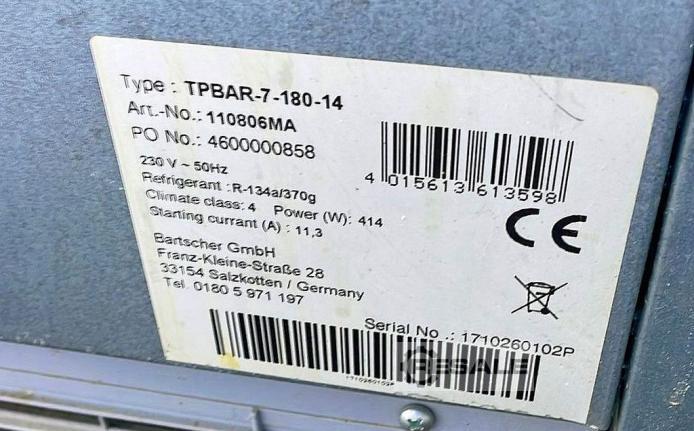 Type : TPBAR-7-180-14
Art.-No.: 110806MA
PO No.: 4600000858
230 V ~ 50Hz
Refrigerant : R-134a/370g
Climate class: 4 Power (W): 414
Starting currant (A) : 11,3
4 015613 613598
CE
Bartscher GmbH
Franz-Kleine-Straße 28
33154 Salzkotten / Germany
Tel. 0180 5 971 197
Serial No .: 1710260102P
1710260102P
RESALE